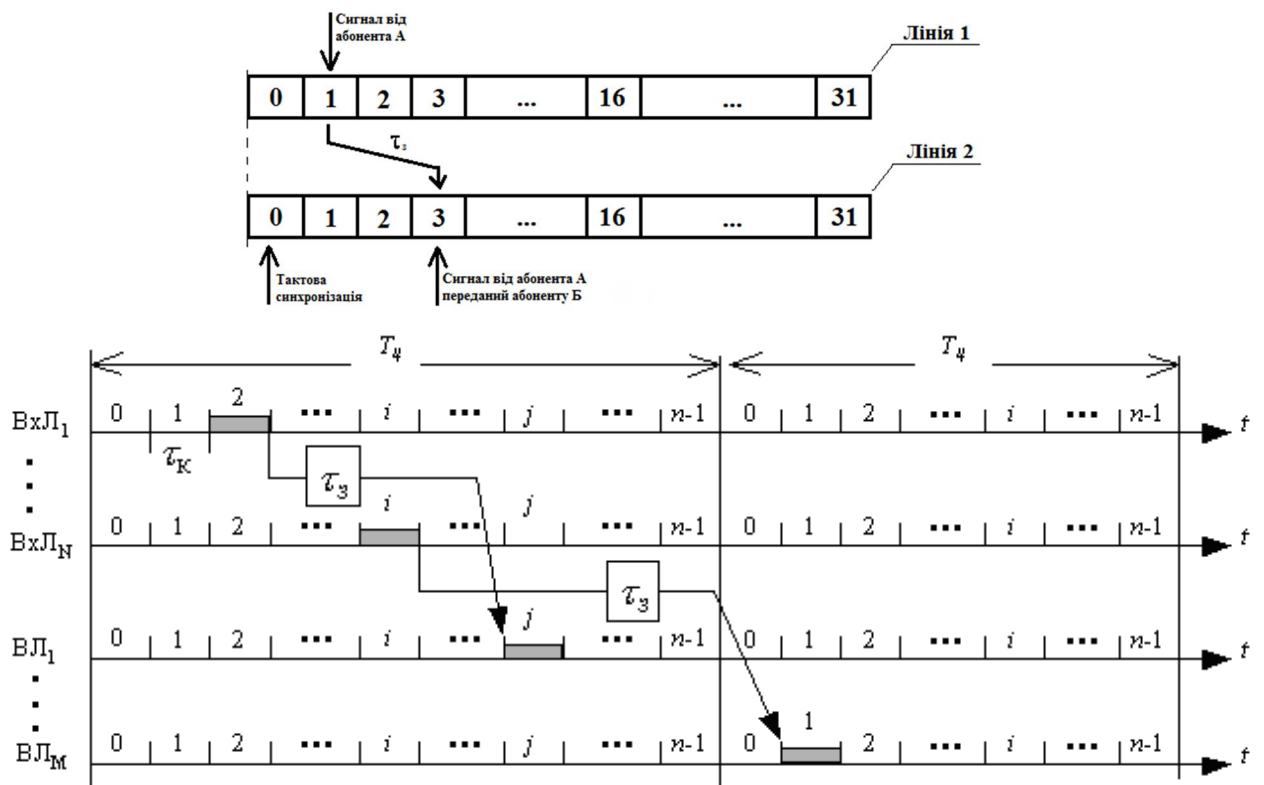 Сигнал від
абонента А
Лінія 1
0 1 2 3 ... 16 ... 31
τз
Лінія 2
0 1 2 3 ... 16 ... 31
Тактова
синхронізація
Сигнал від абонента А
переданий абоненту Б
Tц Tц
ВхЛ1 0 1 2 ... i ... j ... n-1 0 1 2 ... i ... n-1 t
τк
τз
ВхЛN 0 1 2 ... i ... j ... n-1 0 1 2 ... i ... n-1 t
τз
ВЛ1 0 1 2 ... i ... j ... n-1 0 1 2 ... i ... n-1 t
ВЛM 0 1 2 ... i ... j ... n-1 0 1 2 ... i ... n-1 t